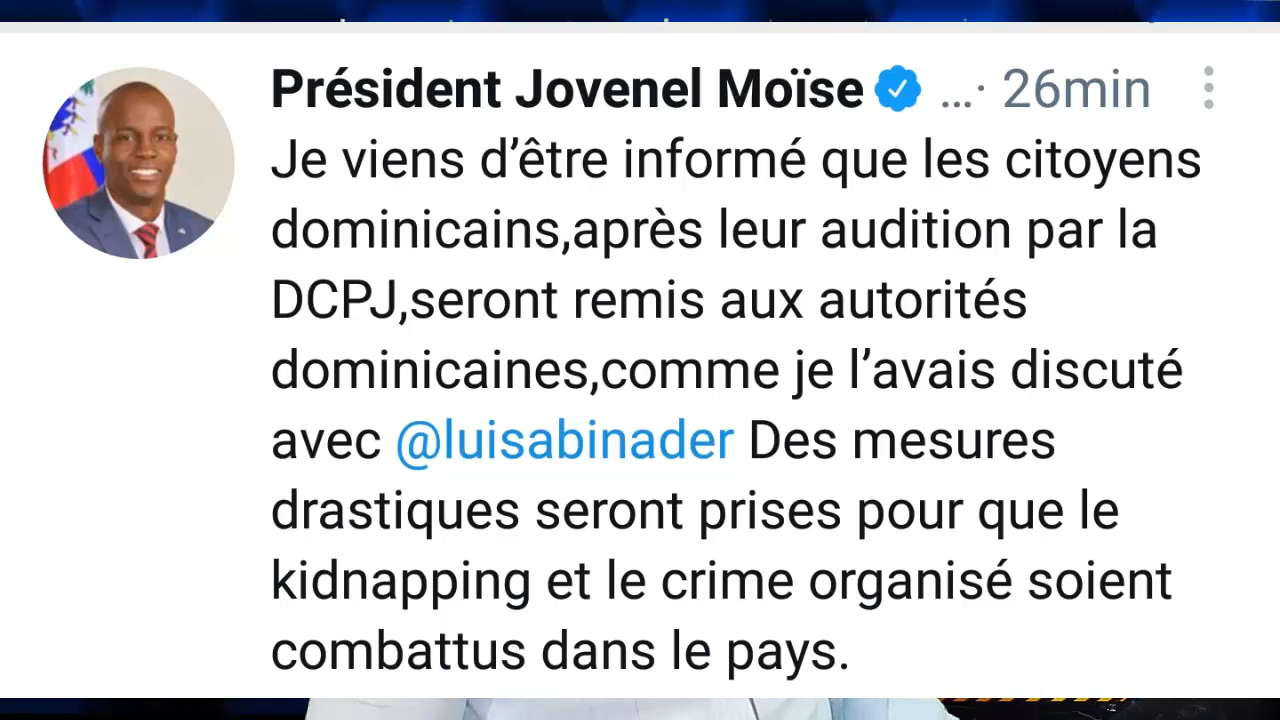 Président Jovenel Moïse ...· 26min
Je viens d’être informé que les citoyens
dominicains,après leur audition par la
DCPJ,seront remis aux autorités
dominicaines,comme je l’avais discuté
avec @luisabinader Des mesures
drastiques seront prises pour que le
kidnapping et le crime organisé soient
combattus dans le pays.